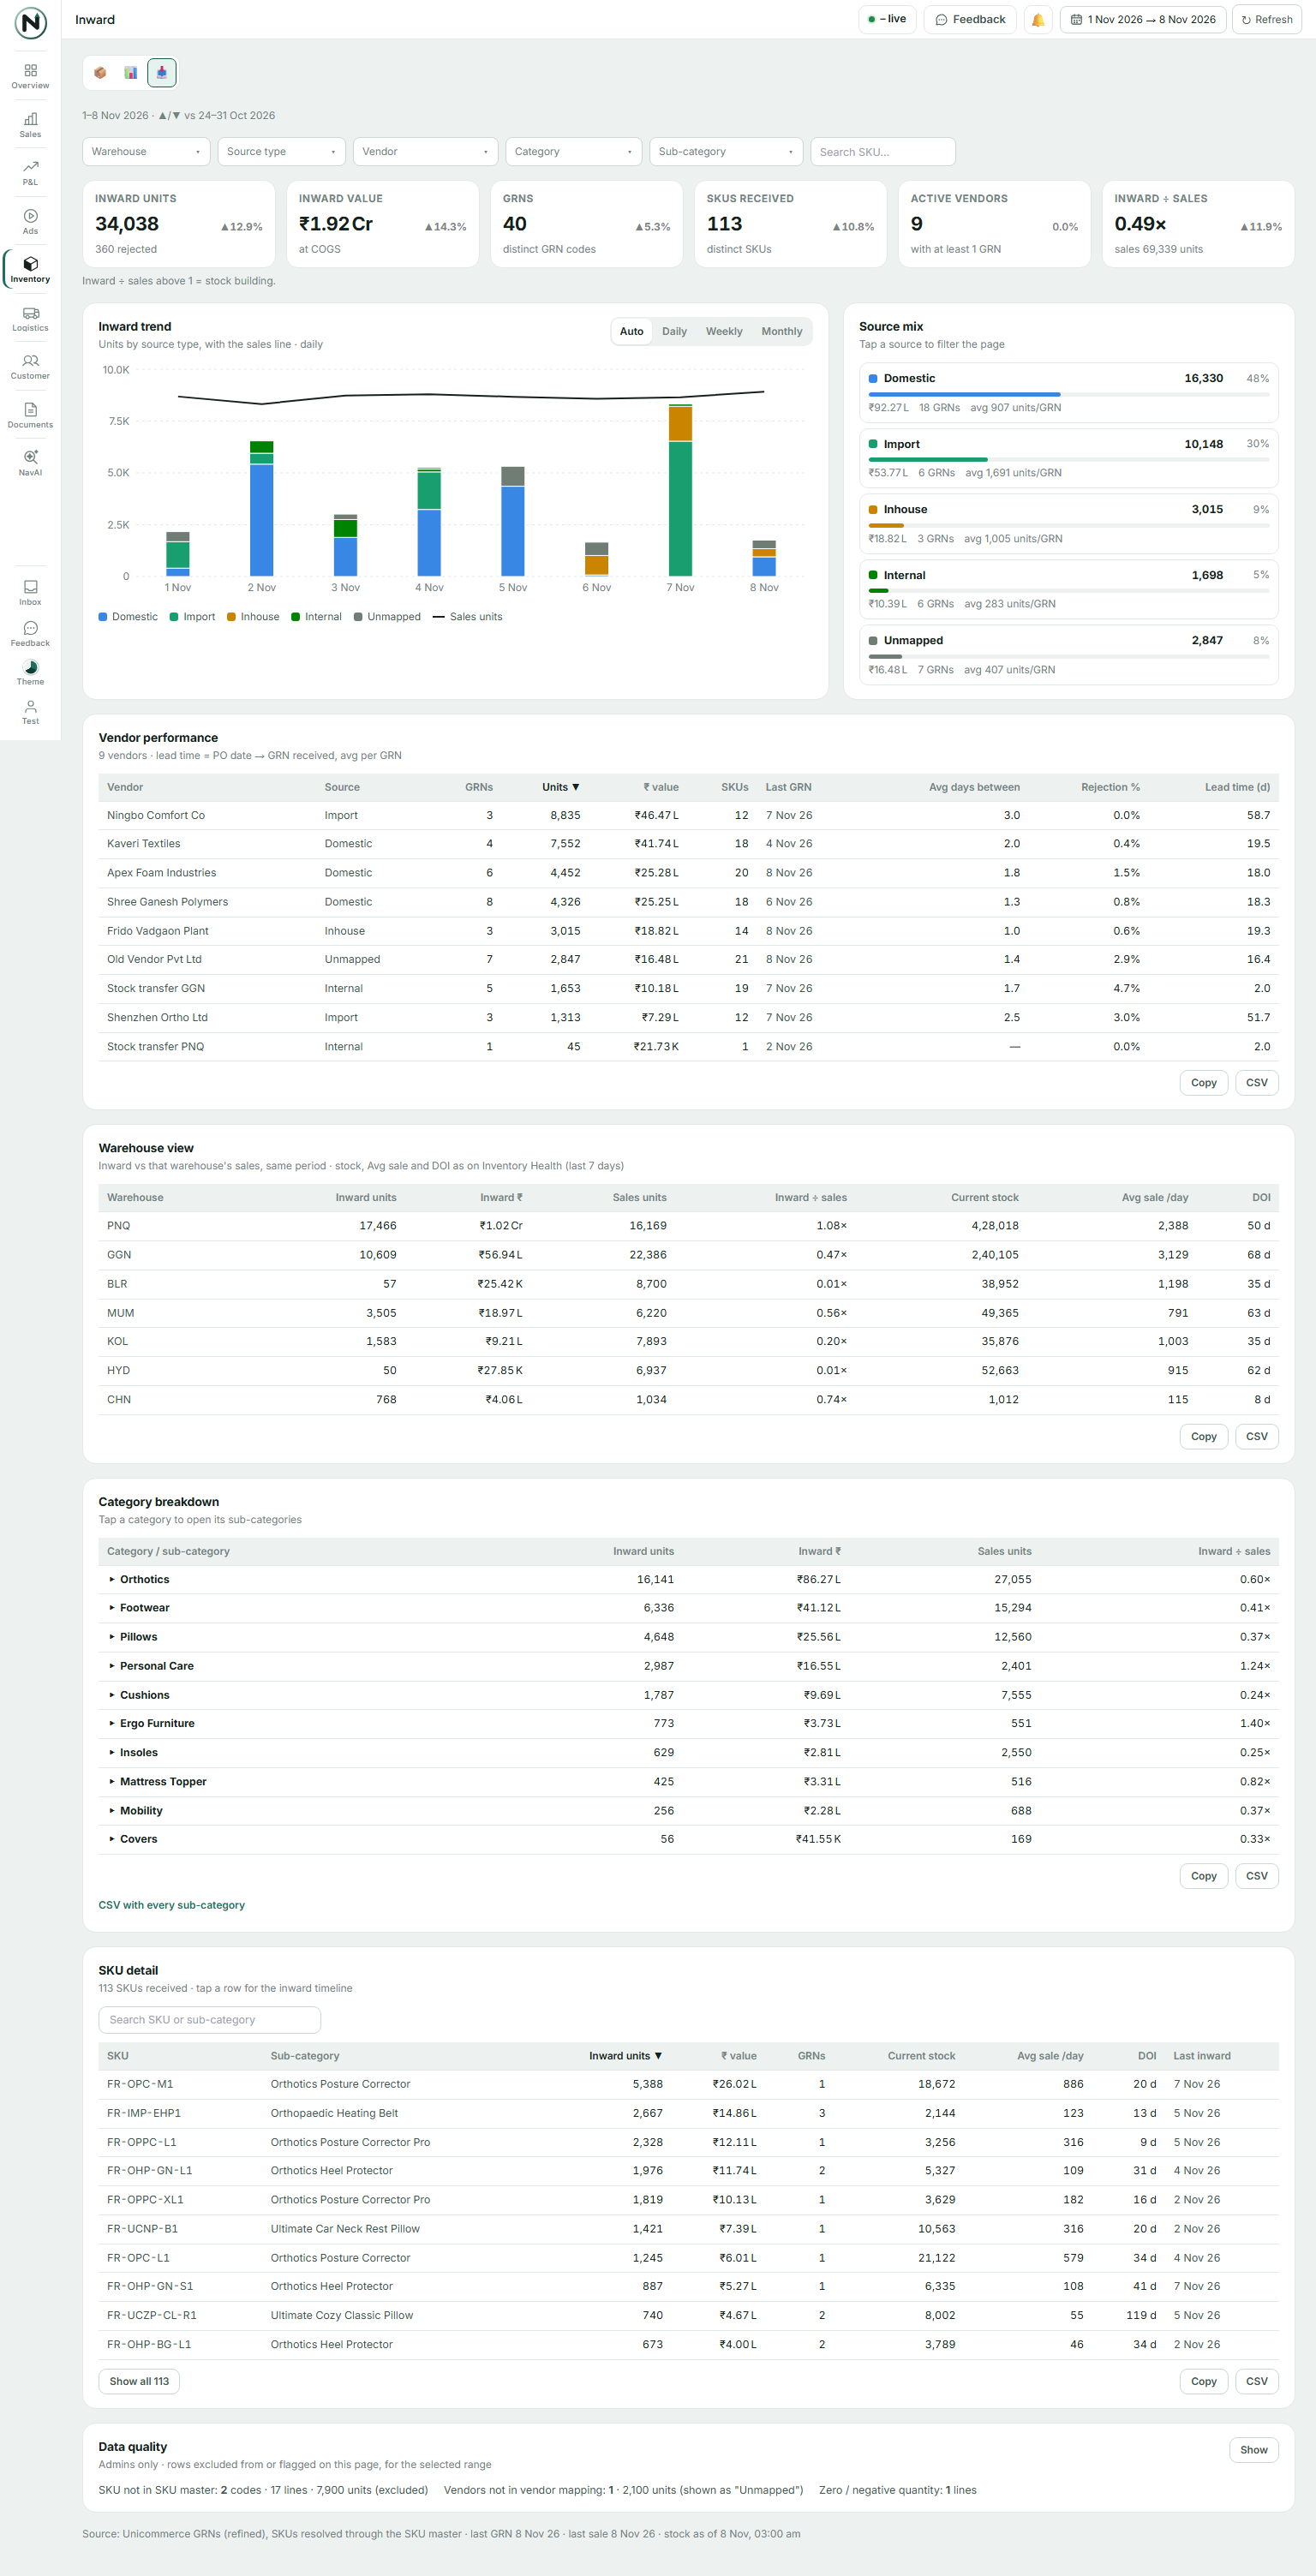 Inward
– live
Feedback
1 Nov 2026 → 8 Nov 2026
↻ Refresh
Overview
Sales
P&L
Ads
Inventory
Logistics
Customer
Documents
NavAI
Inbox
Feedback
Theme
Test
1–8 Nov 2026 · ▲/▼ vs 24–31 Oct 2026
Warehouse
Source type
Vendor
Category
Sub-category
Search SKU...
INWARD UNITS
34,038 ▲12.9%
360 rejected
INWARD VALUE
₹1.92 Cr ▲14.3%
at COGS
GRNS
40 ▲5.3%
distinct GRN codes
SKUS RECEIVED
113 ▲10.8%
distinct SKUs
ACTIVE VENDORS
9 0.0%
with at least 1 GRN
INWARD ÷ SALES
0.49× ▲11.9%
sales 69,339 units
Inward ÷ sales above 1 = stock building.
Inward trend
Units by source type, with the sales line · daily
Auto Daily Weekly Monthly
10.0K
7.5K
5.0K
2.5K
0
1 Nov 2 Nov 3 Nov 4 Nov 5 Nov 6 Nov 7 Nov 8 Nov
Domestic Import Inhouse Internal Unmapped Sales units
Source mix
Tap a source to filter the page
Domestic 16,330 48%
₹92.27 L 18 GRNs avg 907 units/GRN
Import 10,148 30%
₹53.77 L 6 GRNs avg 1,691 units/GRN
Inhouse 3,015 9%
₹18.82 L 3 GRNs avg 1,005 units/GRN
Internal 1,698 5%
₹10.39 L 6 GRNs avg 283 units/GRN
Unmapped 2,847 8%
₹16.48 L 7 GRNs avg 407 units/GRN
Vendor performance
9 vendors · lead time = PO date → GRN received, avg per GRN
Vendor Source GRNs Units ▼ ₹ value SKUs Last GRN Avg days between Rejection % Lead time (d)
Ningbo Comfort Co Import 3 8,835 ₹46.47 L 12 7 Nov 26 3.0 0.0% 58.7
Kaveri Textiles Domestic 4 7,552 ₹41.74 L 18 4 Nov 26 2.0 0.4% 19.5
Apex Foam Industries Domestic 6 4,452 ₹25.28 L 20 8 Nov 26 1.8 1.5% 18.0
Shree Ganesh Polymers Domestic 8 4,326 ₹25.25 L 18 6 Nov 26 1.3 0.8% 18.3
Frido Vadgaon Plant Inhouse 3 3,015 ₹18.82 L 14 8 Nov 26 1.0 0.6% 19.3
Old Vendor Pvt Ltd Unmapped 7 2,847 ₹16.48 L 21 8 Nov 26 1.4 2.9% 16.4
Stock transfer GGN Internal 5 1,653 ₹10.18 L 19 7 Nov 26 1.7 4.7% 2.0
Shenzhen Ortho Ltd Import 3 1,313 ₹7.29 L 12 7 Nov 26 2.5 3.0% 51.7
Stock transfer PNQ Internal 1 45 ₹21.73 K 1 2 Nov 26 — 0.0% 2.0
Copy CSV
Warehouse view
Inward vs that warehouse's sales, same period · stock, Avg sale and DOI as on Inventory Health (last 7 days)
Warehouse Inward units Inward ₹ Sales units Inward ÷ sales Current stock Avg sale /day DOI
PNQ 17,466 ₹1.02 Cr 16,169 1.08× 4,28,018 2,388 50 d
GGN 10,609 ₹56.94 L 22,386 0.47× 2,40,105 3,129 68 d
BLR 57 ₹25.42 K 8,700 0.01× 38,952 1,198 35 d
MUM 3,505 ₹18.97 L 6,220 0.56× 49,365 791 63 d
KOL 1,583 ₹9.21 L 7,893 0.20× 35,876 1,003 35 d
HYD 50 ₹27.85 K 6,937 0.01× 52,663 915 62 d
CHN 768 ₹4.06 L 1,034 0.74× 1,012 115 8 d
Copy CSV
Category breakdown
Tap a category to open its sub-categories
Category / sub-category Inward units Inward ₹ Sales units Inward ÷ sales
▸ Orthotics 16,141 ₹86.27 L 27,055 0.60×
▸ Footwear 6,336 ₹41.12 L 15,294 0.41×
▸ Pillows 4,648 ₹25.56 L 12,560 0.37×
▸ Personal Care 2,987 ₹16.55 L 2,401 1.24×
▸ Cushions 1,787 ₹9.69 L 7,555 0.24×
▸ Ergo Furniture 773 ₹3.73 L 551 1.40×
▸ Insoles 629 ₹2.81 L 2,550 0.25×
▸ Mattress Topper 425 ₹3.31 L 516 0.82×
▸ Mobility 256 ₹2.28 L 688 0.37×
▸ Covers 56 ₹41.55 K 169 0.33×
Copy CSV
CSV with every sub-category
SKU detail
113 SKUs received · tap a row for the inward timeline
Search SKU or sub-category
SKU Sub-category Inward units ▼ ₹ value GRNs Current stock Avg sale /day DOI Last inward
FR-OPC-M1 Orthotics Posture Corrector 5,388 ₹26.02 L 1 18,672 886 20 d 7 Nov 26
FR-IMP-EHP1 Orthopaedic Heating Belt 2,667 ₹14.86 L 3 2,144 123 13 d 5 Nov 26
FR-OPPC-L1 Orthotics Posture Corrector Pro 2,328 ₹12.11 L 1 3,256 316 9 d 5 Nov 26
FR-OHP-GN-L1 Orthotics Heel Protector 1,976 ₹11.74 L 2 5,327 109 31 d 4 Nov 26
FR-OPPC-XL1 Orthotics Posture Corrector Pro 1,819 ₹10.13 L 1 3,629 182 16 d 2 Nov 26
FR-UCNP-B1 Ultimate Car Neck Rest Pillow 1,421 ₹7.39 L 1 10,563 316 20 d 2 Nov 26
FR-OPC-L1 Orthotics Posture Corrector 1,245 ₹6.01 L 1 21,122 579 34 d 4 Nov 26
FR-OHP-GN-S1 Orthotics Heel Protector 887 ₹5.27 L 1 6,335 108 41 d 7 Nov 26
FR-UCZP-CL-R1 Ultimate Cozy Classic Pillow 740 ₹4.67 L 2 8,002 55 119 d 5 Nov 26
FR-OHP-BG-L1 Orthotics Heel Protector 673 ₹4.00 L 2 3,789 46 34 d 2 Nov 26
Show all 113 Copy CSV
Data quality
Show
Admins only · rows excluded from or flagged on this page, for the selected range
SKU not in SKU master: 2 codes · 17 lines · 7,900 units (excluded) Vendors not in vendor mapping: 1 · 2,100 units (shown as "Unmapped") Zero / negative quantity: 1 lines
Source: Unicommerce GRNs (refined), SKUs resolved through the SKU master · last GRN 8 Nov 26 · last sale 8 Nov 26 · stock as of 8 Nov, 03:00 am